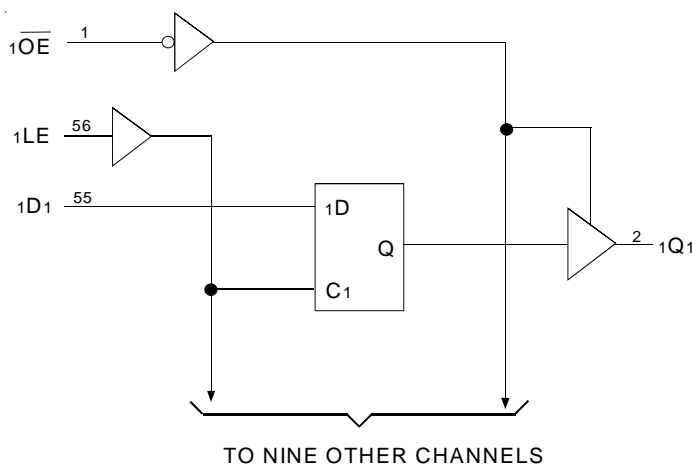 1OE
1
1LE
56
1D1
55
1D
Q
C1
2
1Q1
TO NINE OTHER CHANNELS